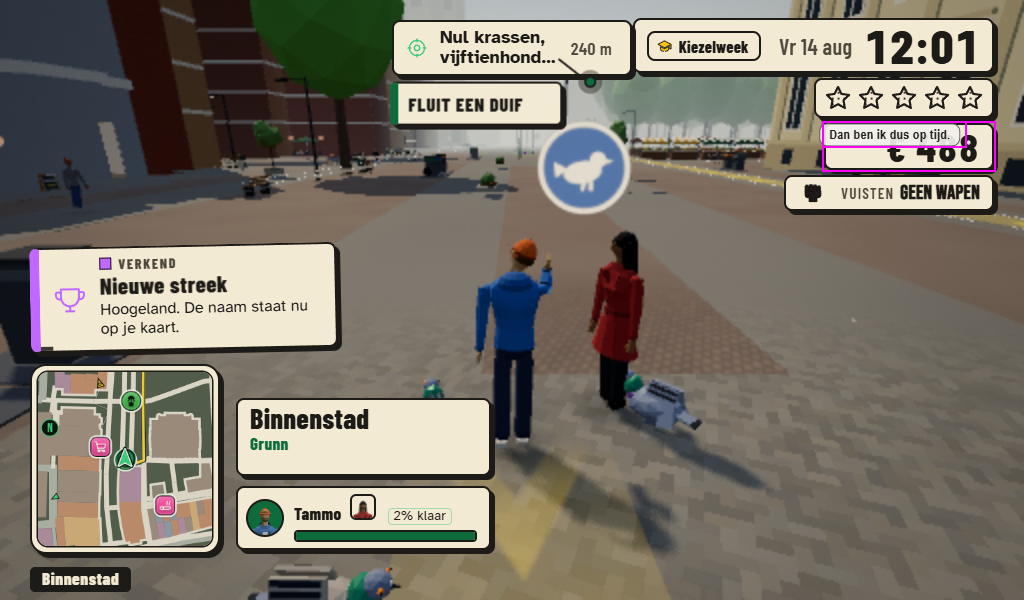 Nul krassen,
vijftienhond...
240 m
Kiezelweek
Vr 14 aug
12:01
FLUIT EEN DUIF
Dan ben ik dus op tijd.
€ 488
VUISTEN GEEN WAPEN
VERKEND
Nieuwe streek
Hoogeland. De naam staat nu
op je kaart.
N
Binnenstad
Grunn
Tammo
2% klaar
Binnenstad